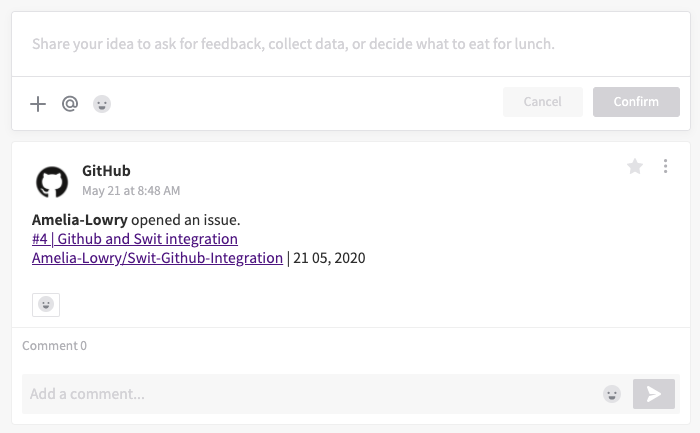 Share your idea to ask for feedback, collect data, or decide what to eat for lunch.
Cancel
Confirm
GitHub
May 21 at 8:48 AM
Amelia-Lowry opened an issue.
#4 | Github and Swit integration
Amelia-Lowry/Swit-Github-Integration | 21 05, 2020
Comment 0
Add a comment...